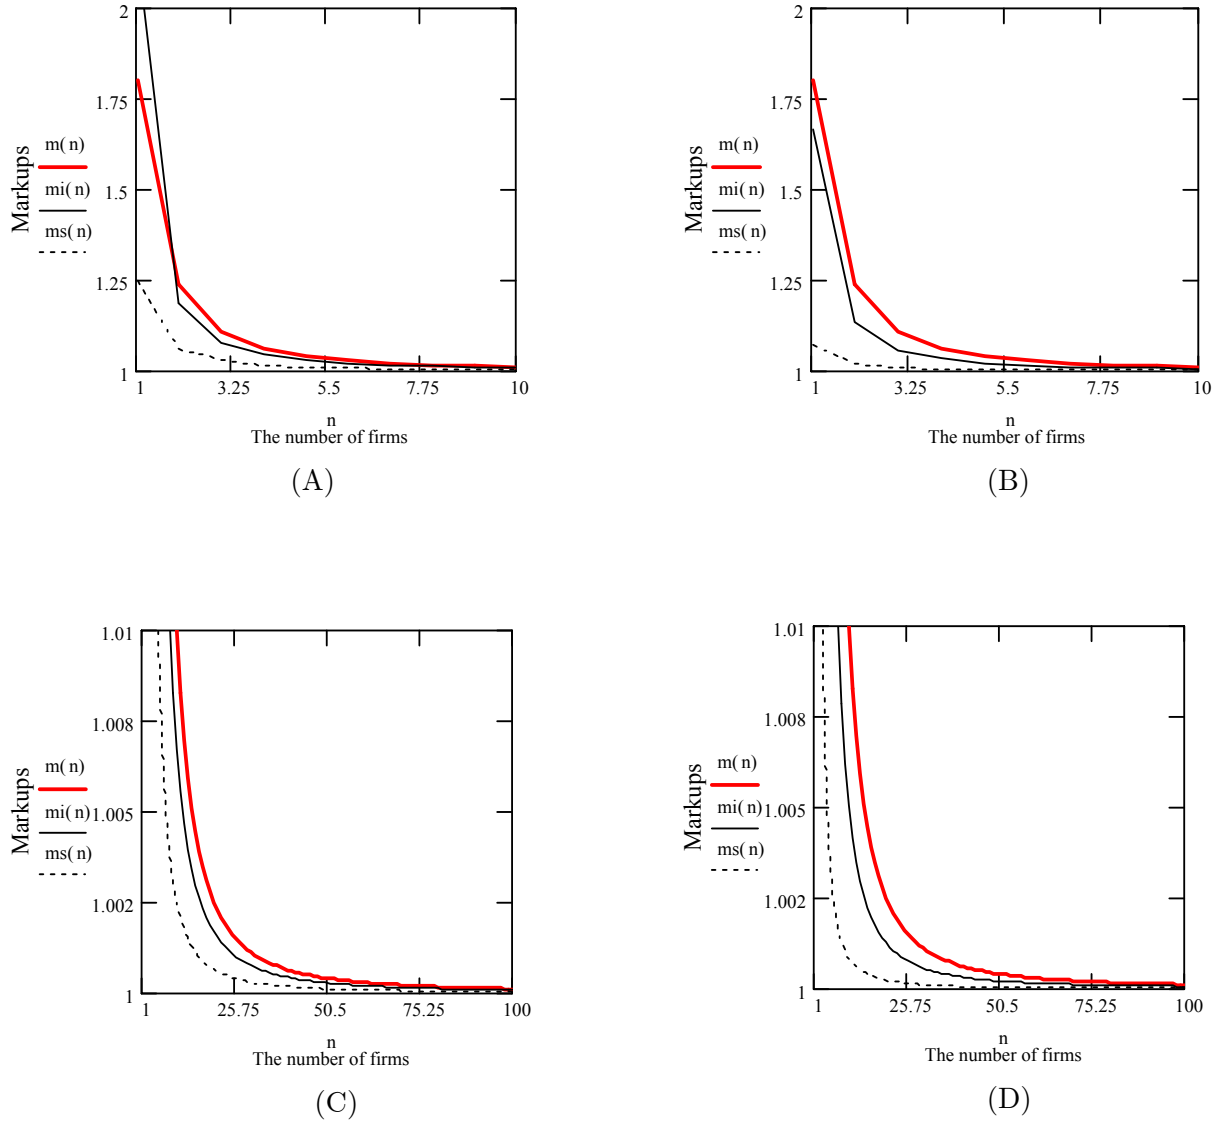 2
1.75
1.5
1.25
1
Markups
m( n)
mi( n)
ms( n)
1
3.25
5.5
7.75
10
n
The number of firms
(A)
2
1.75
1.5
1.25
1
Markups
m( n)
mi( n)
ms( n)
1
3.25
5.5
7.75
10
n
The number of firms
(B)
1.01
1.008
1.005
1.002
1
Markups
m( n)
mi( n)
ms( n)
1
25.75
50.5
75.25
100
n
The number of firms
(C)
1.01
1.008
1.005
1.002
1
Markups
m( n)
mi( n)
ms( n)
1
25.75
50.5
75.25
100
n
The number of firms
(D)